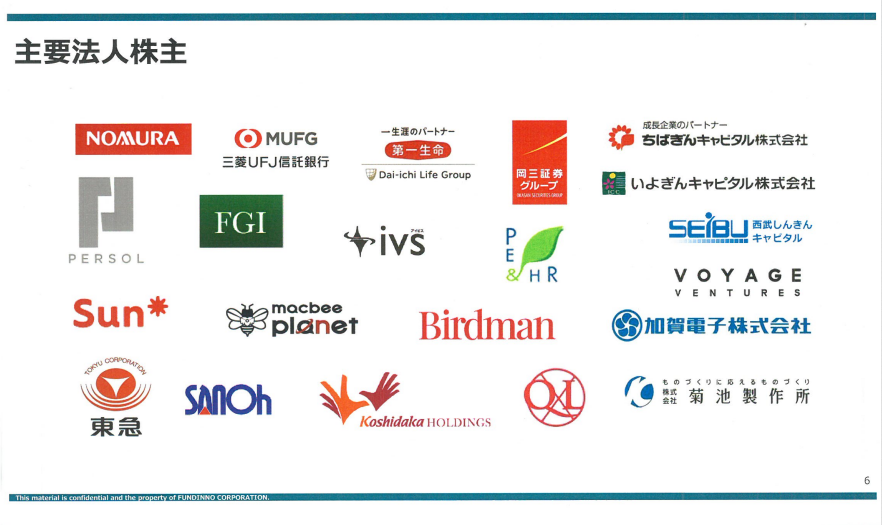 主要法人株主
NOMURA
MUFG
三菱UFJ信託銀行
一生涯のパートナー
第一生命
Dai-ichi Life Group
岡三証券
グループ
OKASAN SECURITIES GROUP
成長企業のパートナー
ちばぎんキャピタル株式会社
いよぎんキャピタル株式会社
PERSOL
FGI
アイビス
ivs
PE&HR
SEIBU
西武しんきん
キャピタル
VOYAGE
VENTURES
Sun*
macbee
planet
Birdman
加賀電子株式会社
TOKYU CORPORATION
東急
SANOh
Koshidaka HOLDINGS
Q&L
ものづくりに応えるものづくり
株式会社 菊池製作所
6
This material is confidential and the property of FUNDINNO CORPORATION.